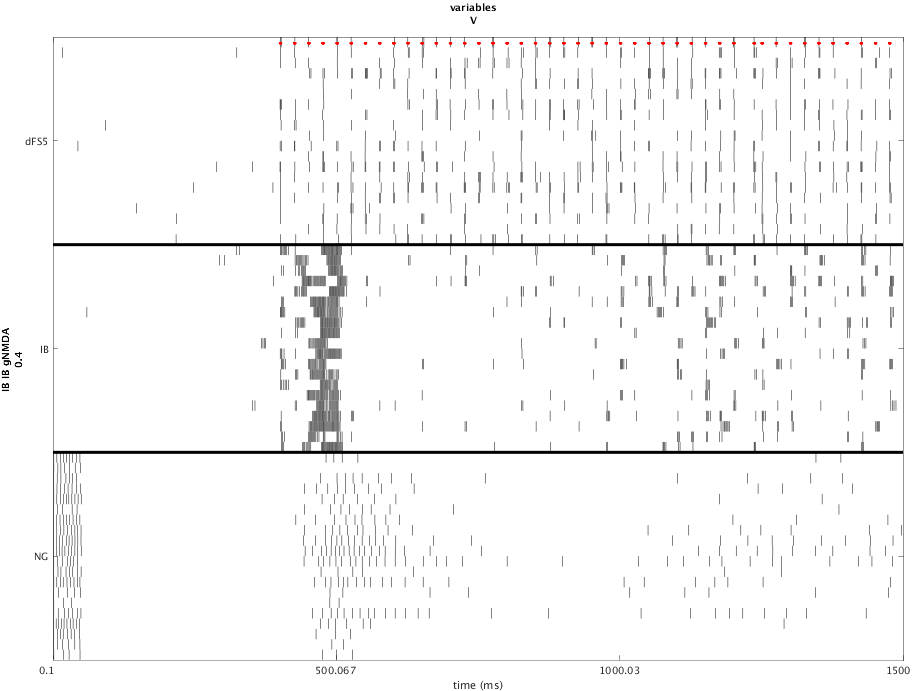 variables
V
dFS5
IB
NG
IB IB gNMDA
0.4
0.1
500.067
1000.03
1500
time (ms)